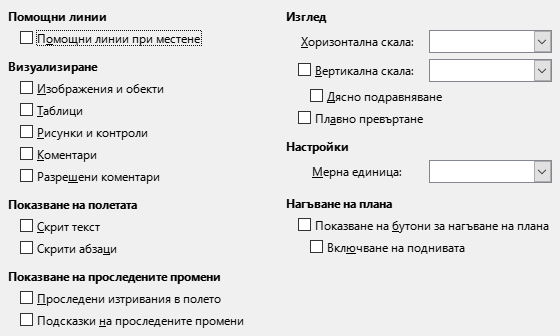 Помощни линии
Помощни линии при местене
Визуализиране
Изображения и обекти
Таблици
Рисунки и контроли
Коментари
Разрешени коментари
Показване на полетата
Скрит текст
Скрити абзаци
Показване на проследените промени
Проследени изтривания в полето
Подсказки на проследените промени
Изглед
Хоризонтална скала:
Вертикална скала:
Дясно подравняване
Плавно превъртане
Настройки
Мерна единица:
Нагъване на плана
Показване на бутони за нагъване на плана
Включване на поднивата